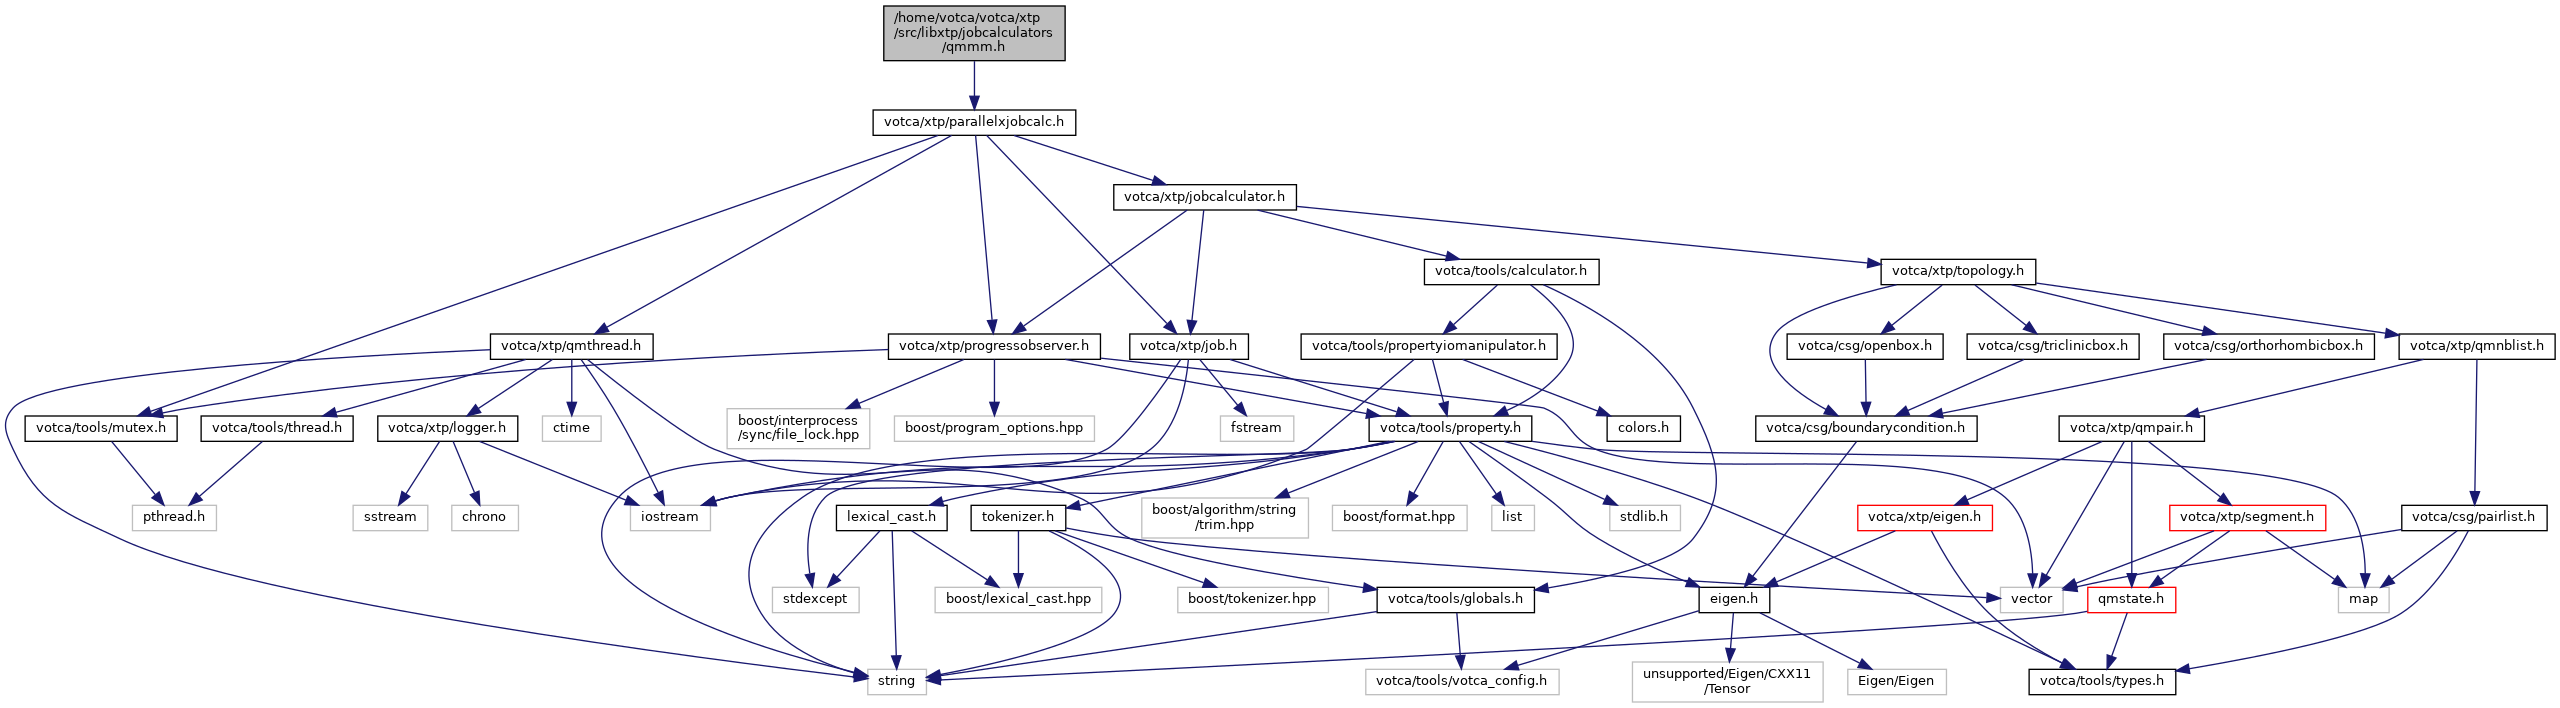 /home/votca/votca/xtp
/src/libxtp/jobcalculators
/qmmm.h
votca/xtp/parallelxjobcalc.h
votca/xtp/jobcalculator.h
votca/tools/calculator.h
votca/xtp/topology.h
votca/xtp/qmthread.h
votca/xtp/progressobserver.h
votca/xtp/job.h
votca/tools/propertyiomanipulator.h
votca/csg/openbox.h
votca/csg/triclinicbox.h
votca/csg/orthorhombicbox.h
votca/xtp/qmnblist.h
votca/tools/mutex.h
votca/tools/thread.h
votca/xtp/logger.h
ctime
boost/interprocess
/sync/file_lock.hpp
boost/program_options.hpp
fstream
votca/tools/property.h
colors.h
votca/csg/boundarycondition.h
votca/xtp/qmpair.h
pthread.h
sstream
chrono
iostream
lexical_cast.h
tokenizer.h
boost/algorithm/string
/trim.hpp
boost/format.hpp
list
stdlib.h
votca/xtp/eigen.h
votca/xtp/segment.h
votca/csg/pairlist.h
stdexcept
boost/lexical_cast.hpp
boost/tokenizer.hpp
votca/tools/globals.h
eigen.h
vector
qmstate.h
map
string
votca/tools/votca_config.h
unsupported/Eigen/CXX11
/Tensor
Eigen/Eigen
votca/tools/types.h